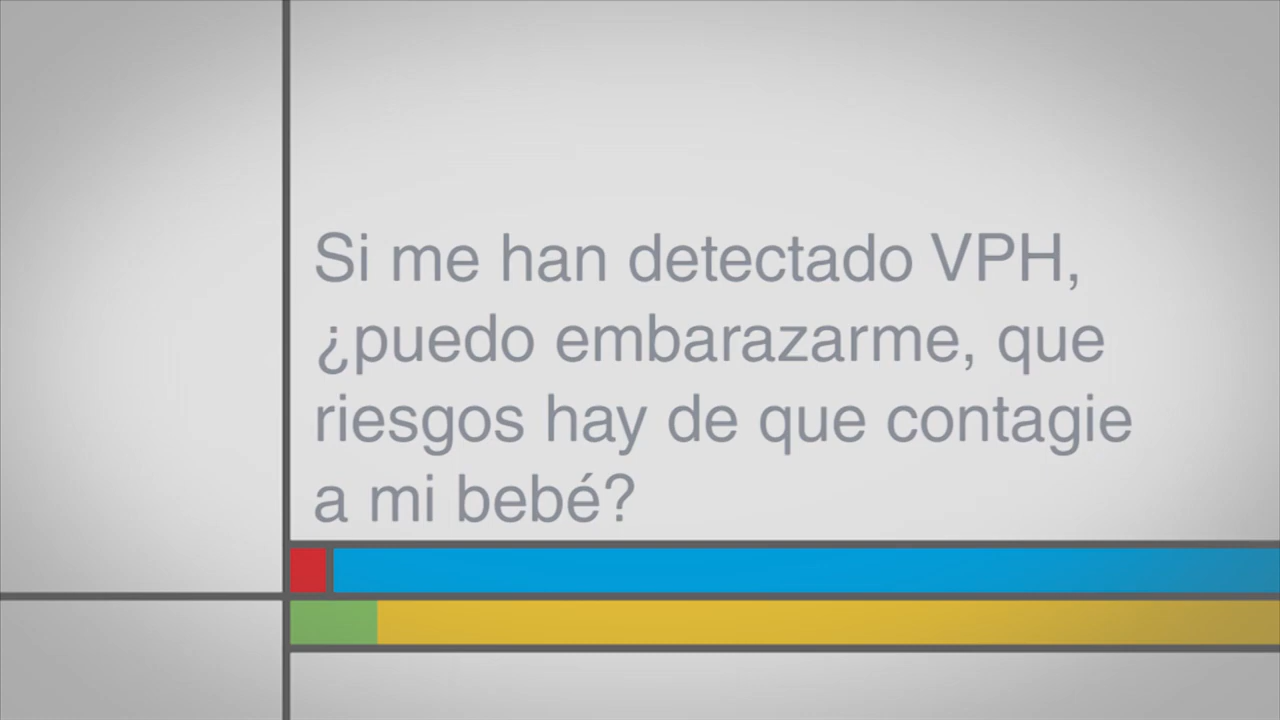 Si me han detectado VPH,
¿puedo embarazarme, que
riesgos hay de que contagie
a mi bebé?